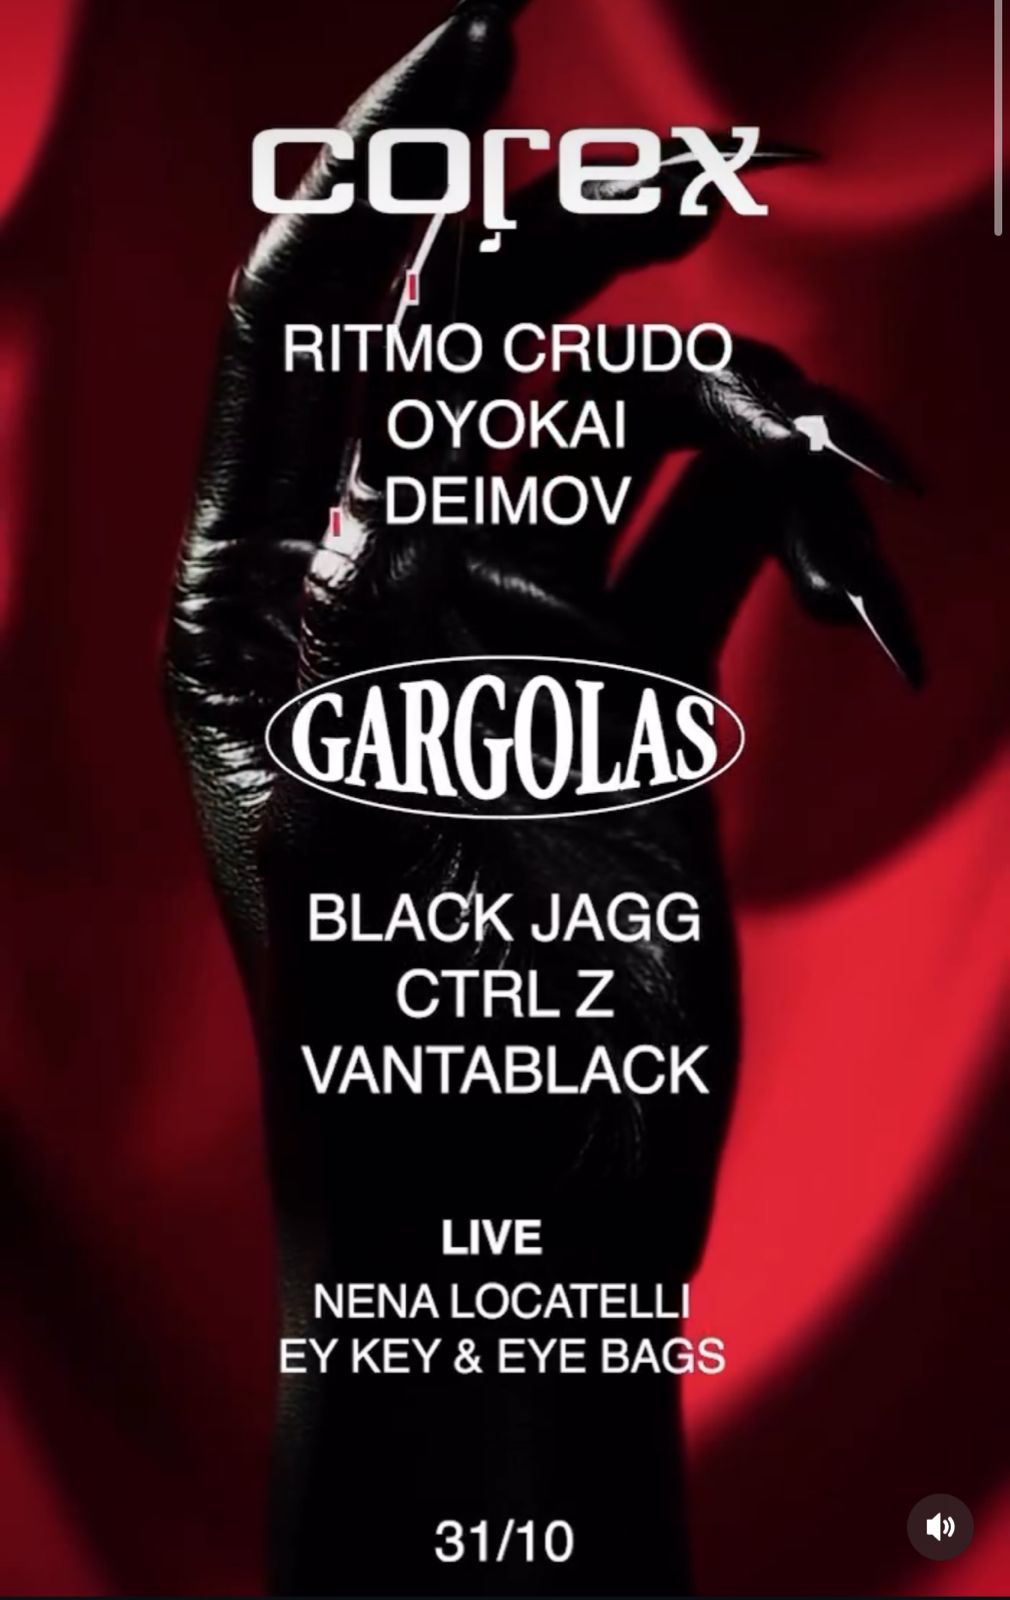 corex
RITMO CRUDO
OYOKAI
DEIMOV
GARGOLAS
BLACK JAGG
CTRL Z
VANTABLACK
LIVE
NENA LOCATELLI
EY KEY & EYE BAGS
31/10